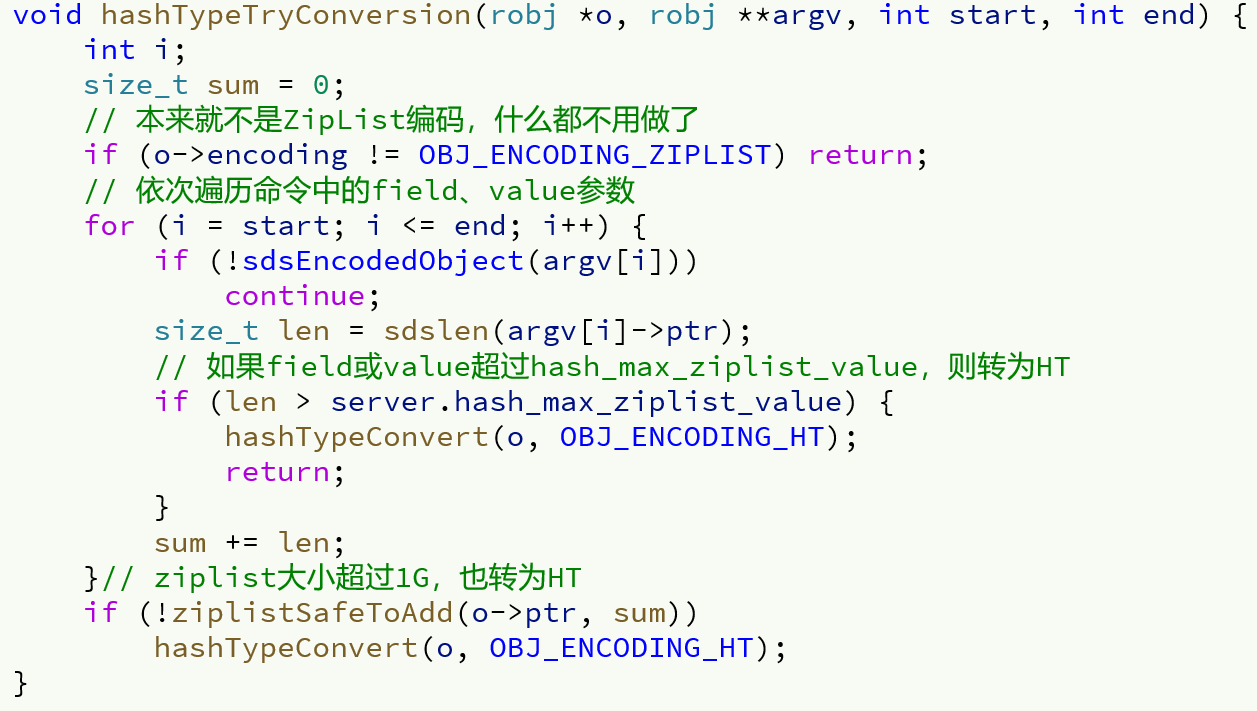 void hashTypeTryConversion(robj *o, robj **argv, int start, int end) {
    int i;
    size_t sum = 0;
    // 本来就不是ZipList编码，什么都不用做了
    if (o->encoding != OBJ_ENCODING_ZIPLIST) return;
    // 依次遍历命令中的field、value参数
    for (i = start; i <= end; i++) {
        if (!sdsEncodedObject(argv[i]))
            continue;
        size_t len = sdslen(argv[i]->ptr);
        // 如果field或value超过hash_max_ziplist_value，则转为HT
        if (len > server.hash_max_ziplist_value) {
            hashTypeConvert(o, OBJ_ENCODING_HT);
            return;
        }
        sum += len;
    }// ziplist大小超过1G，也转为HT
    if (!ziplistSafeToAdd(o->ptr, sum))
        hashTypeConvert(o, OBJ_ENCODING_HT);
}